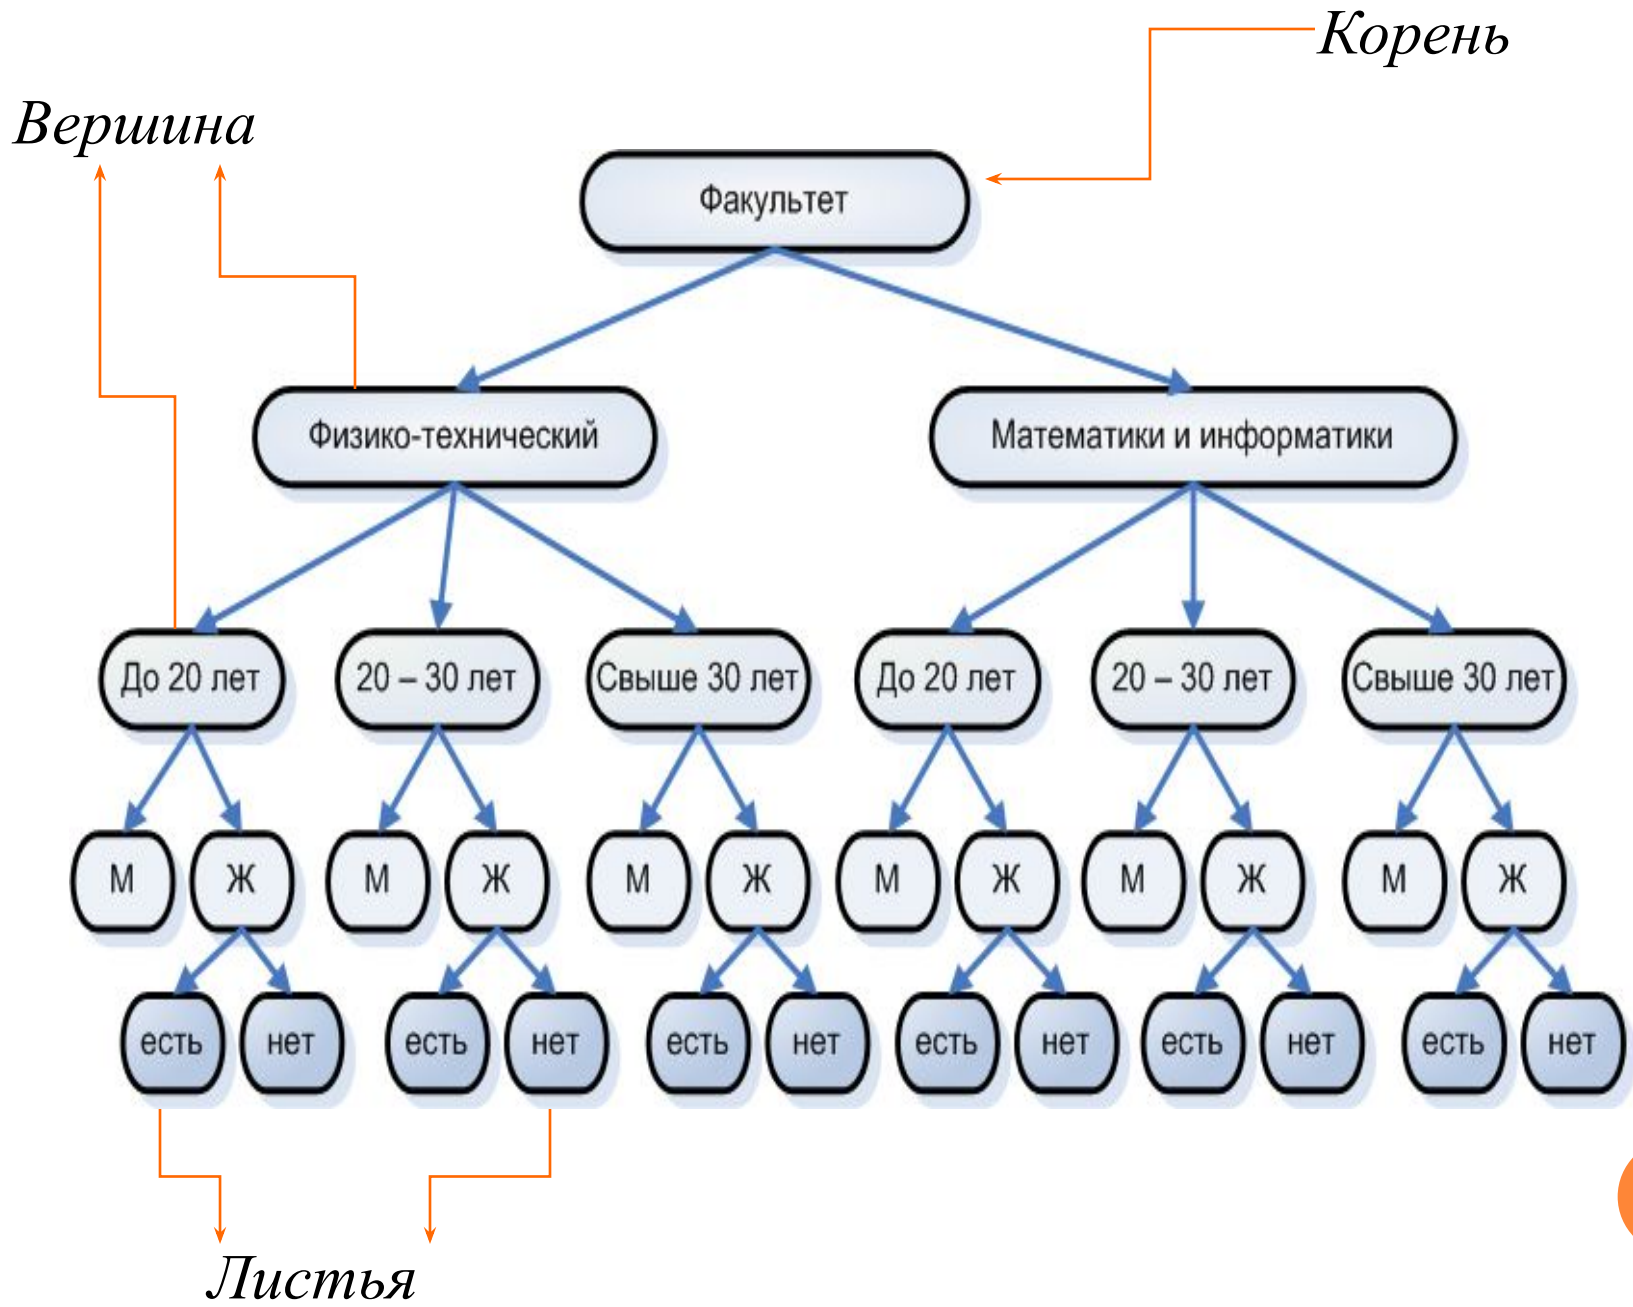 Корень
Вершина
Факультет
Физико-технический Математики и информатики
До 20 лет 20 – 30 лет Свыше 30 лет До 20 лет 20 – 30 лет Свыше 30 лет
М Ж М Ж М Ж М Ж М Ж М Ж
есть нет есть нет есть нет есть нет есть нет есть нет
Листья